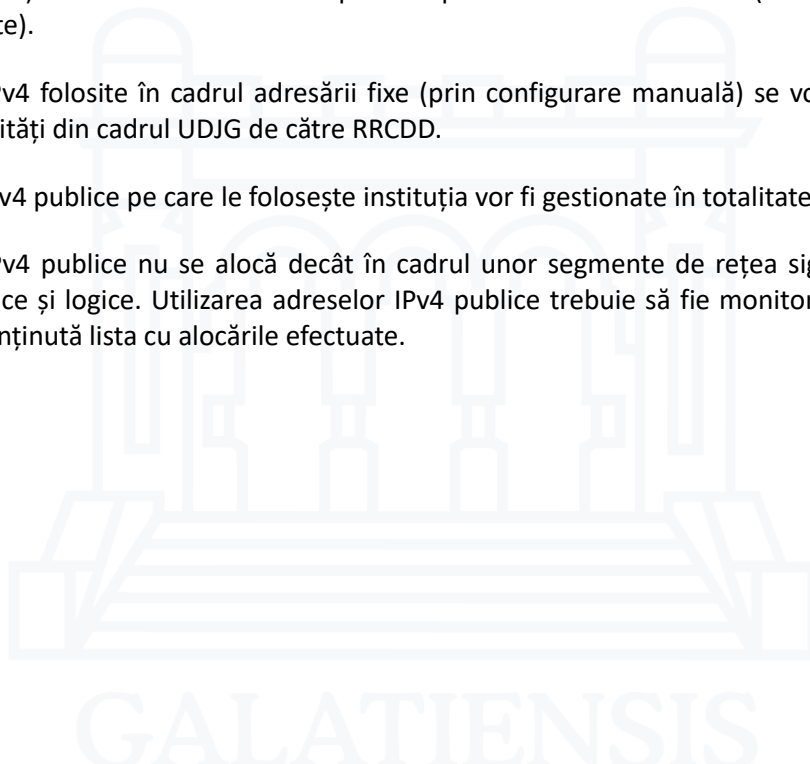 te).
Pv4 folosite în cadrul adresării fixe (prin configurare manuală) se vo
ități din cadrul UDJG de către RRCDD.
v4 publice pe care le folosește instituția vor fi gestionate în totalitate
Pv4 publice nu se alocă decât în cadrul unor segmente de rețea sig
ce și logice. Utilizarea adreselor IPv4 publice trebuie să fie monitor
nținută lista cu alocările efectuate.
GALATIENSIS